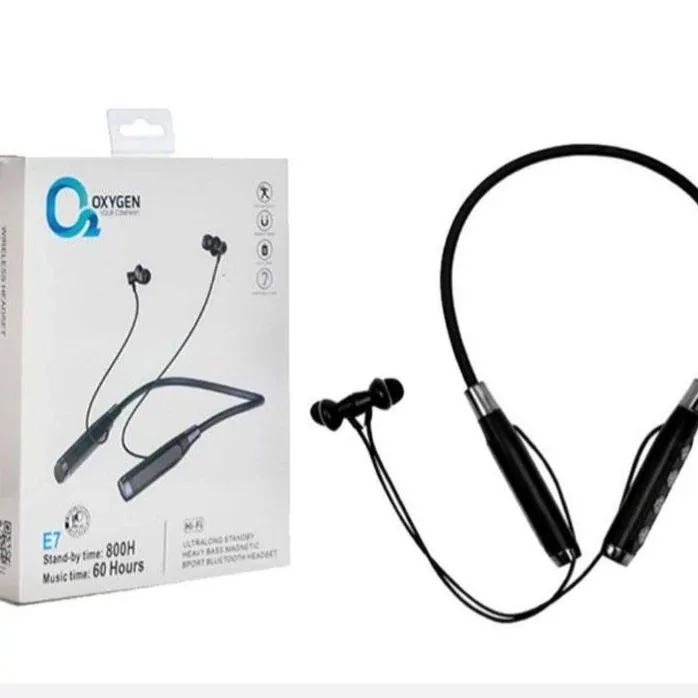 O2 OXYGEN
YOUR COMPANY
WIRELESS HEADSET
E7
Stand-by time: 800H
Music time: 60 Hours
Hi-Fi
ULTRALONG STANDBY
HEAVY BASS MAGNETIC
SPORT BLUETOOTH HEADSET